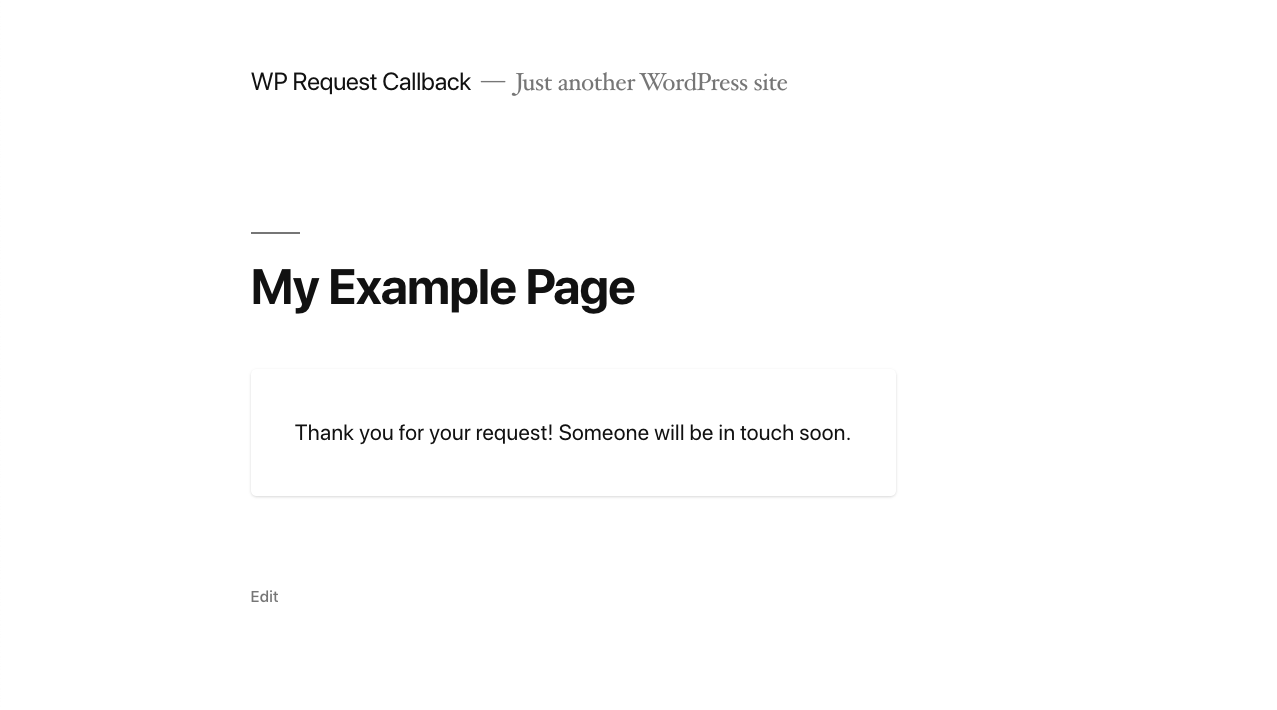 WP Request Callback — Just another WordPress site
My Example Page
Thank you for your request! Someone will be in touch soon.
Edit